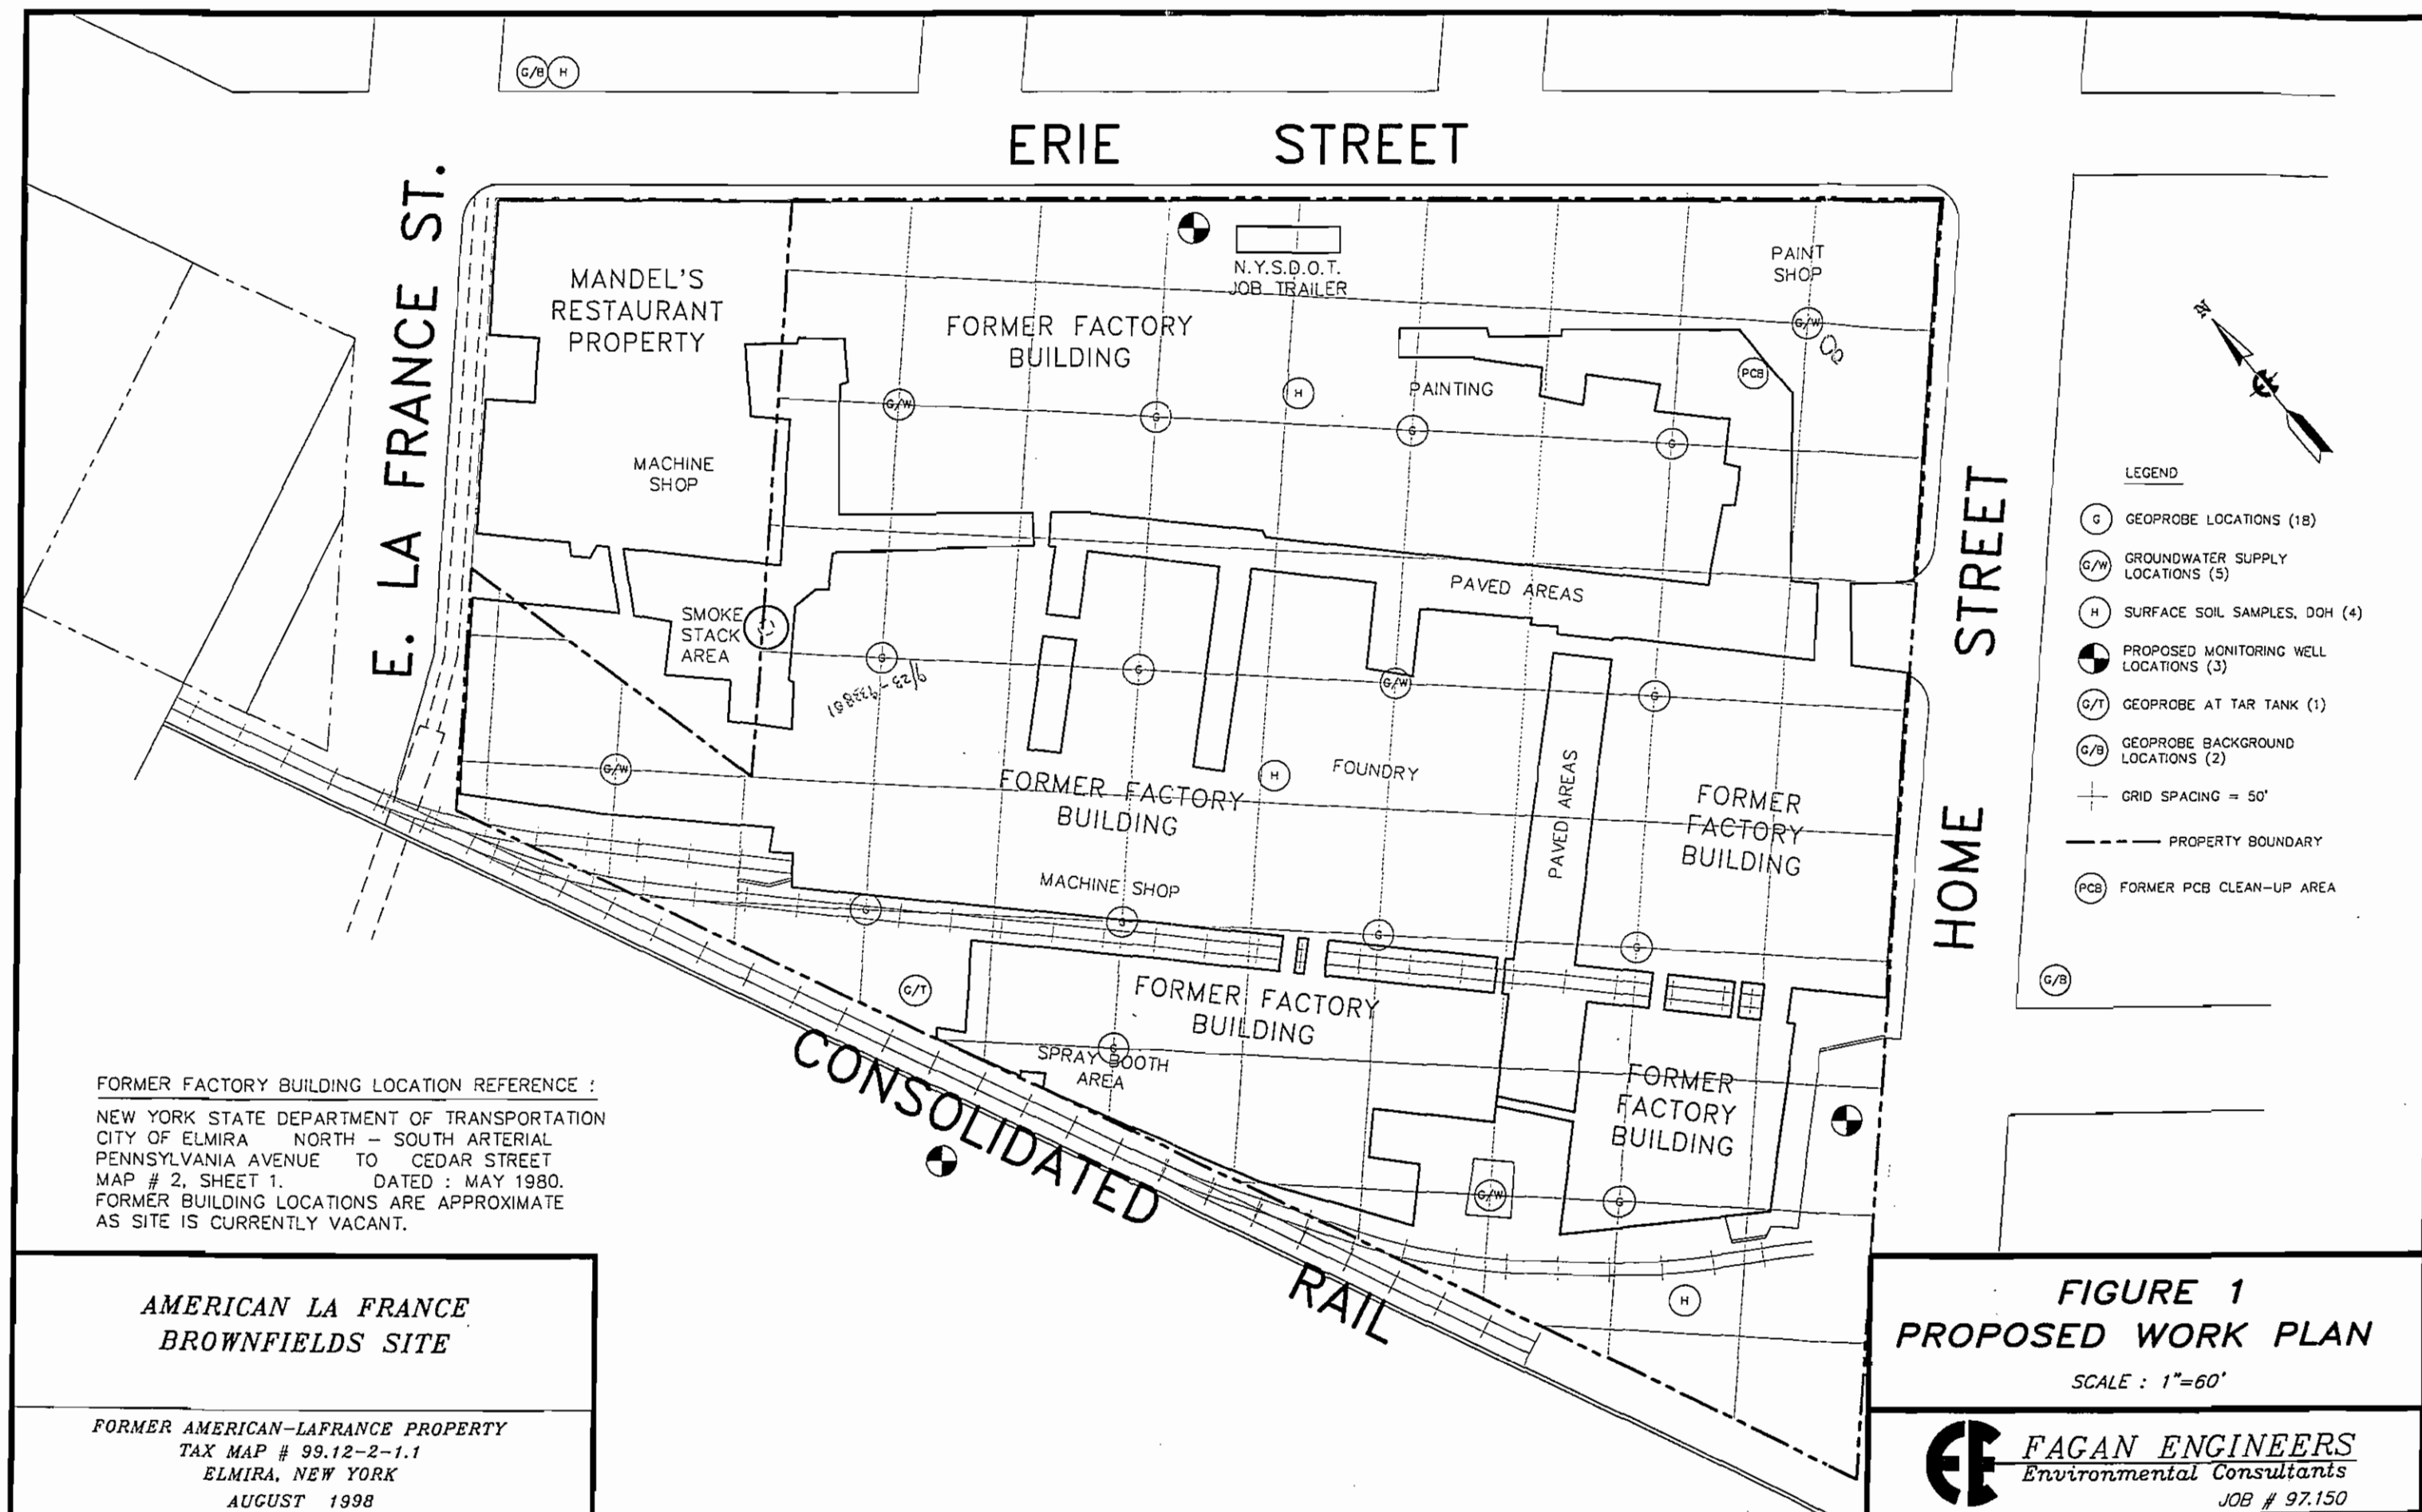 G/B
H
ERIE STREET
E. LA FRANCE ST.
MANDEL'S
RESTAURANT
PROPERTY
N.Y.S.D.O.T.
JOB TRAILER
PAINT
SHOP
G/W
FORMER FACTORY
BUILDING
PCB
PAINTING
H
G/W
G
G
G
MACHINE
SHOP
PAVED AREAS
SMOKE
STACK
AREA
G
9/23-933881
G
G/W
G
G/W
FORMER FACTORY
BUILDING
H
FOUNDRY
PAVED AREAS
FORMER
FACTORY
BUILDING
MACHINE SHOP
G
G
G
G
G/T
FORMER FACTORY
BUILDING
SPRAY BOOTH
AREA
G
FORMER
FACTORY
BUILDING
G/W
G
H
CONSOLIDATED
RAIL
HOME STREET
G/B
N
LEGEND
G GEOPROBE LOCATIONS (18)
G/W GROUNDWATER SUPPLY
LOCATIONS (5)
H SURFACE SOIL SAMPLES, DOH (4)
PROPOSED MONITORING WELL
LOCATIONS (3)
G/T GEOPROBE AT TAR TANK (1)
G/B GEOPROBE BACKGROUND
LOCATIONS (2)
GRID SPACING = 50'
PROPERTY BOUNDARY
PCB FORMER PCB CLEAN-UP AREA
FORMER FACTORY BUILDING LOCATION REFERENCE :
NEW YORK STATE DEPARTMENT OF TRANSPORTATION
CITY OF ELMIRA NORTH - SOUTH ARTERIAL
PENNSYLVANIA AVENUE TO CEDAR STREET
MAP # 2, SHEET 1. DATED : MAY 1980.
FORMER BUILDING LOCATIONS ARE APPROXIMATE
AS SITE IS CURRENTLY VACANT.
AMERICAN LA FRANCE
BROWNFIELDS SITE
FORMER AMERICAN-LAFRANCE PROPERTY
TAX MAP # 99.12-2-1.1
ELMIRA, NEW YORK
AUGUST 1998
FIGURE 1
PROPOSED WORK PLAN
SCALE : 1"=60'
FAGAN ENGINEERS
Environmental Consultants
JOB # 97.150